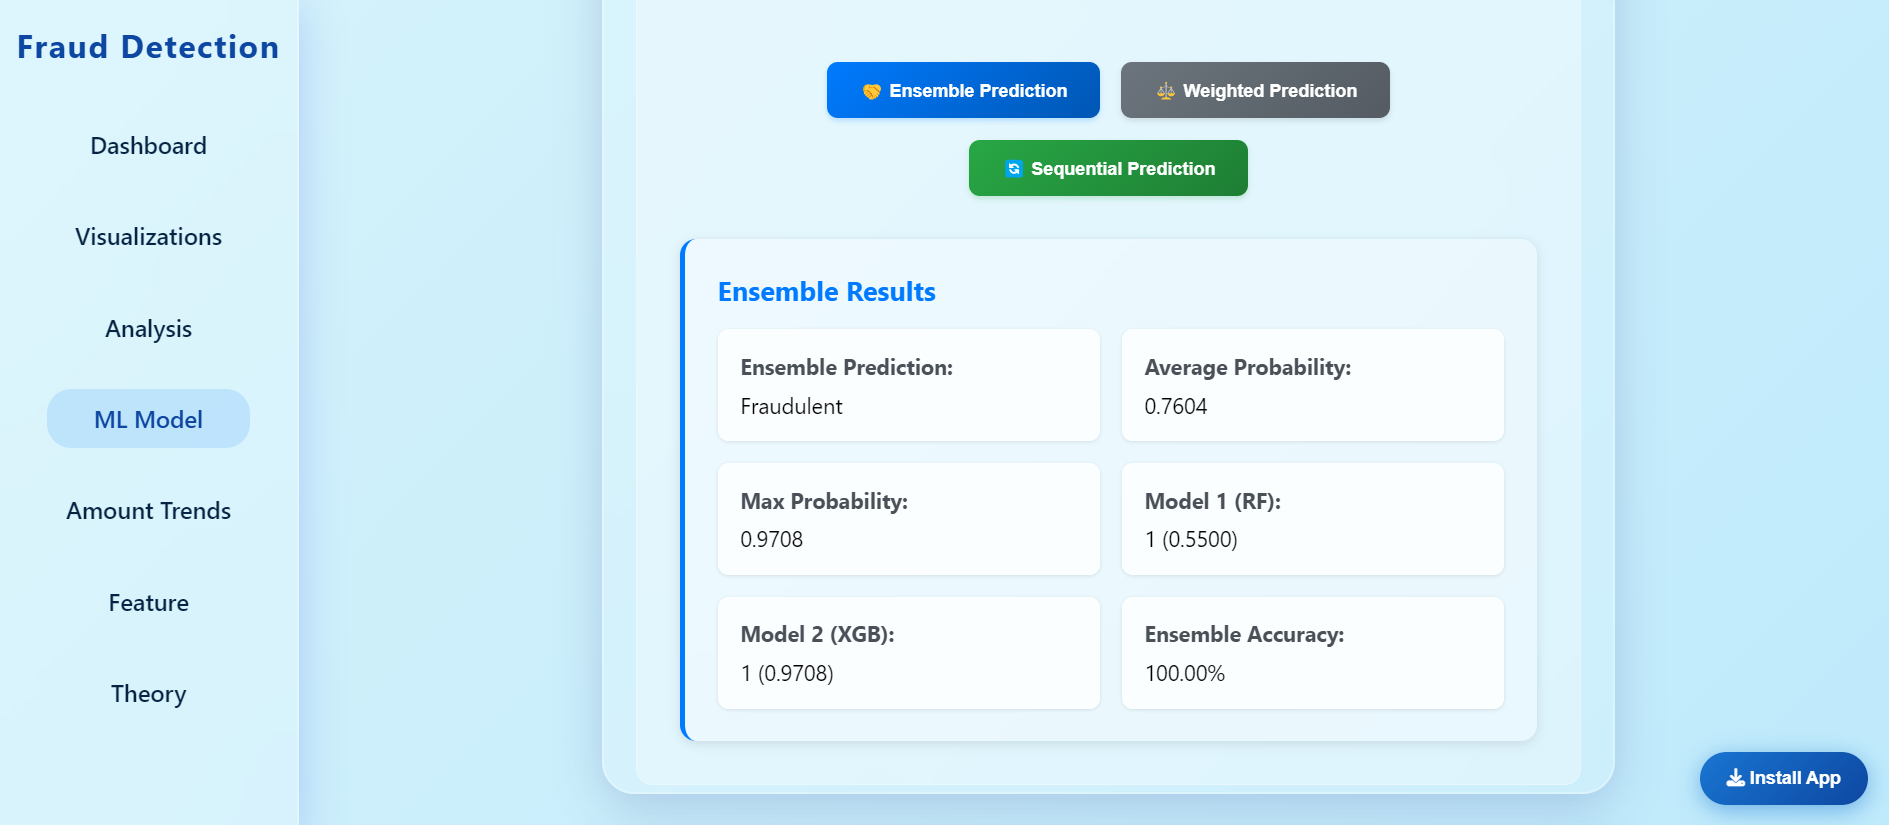 Fraud Detection
Dashboard
Visualizations
Analysis
ML Model
Amount Trends
Feature
Theory
Ensemble Prediction
Weighted Prediction
Sequential Prediction
Ensemble Results
Ensemble Prediction:
Fraudulent
Average Probability:
0.7604
Max Probability:
0.9708
Model 1 (RF):
1 (0.5500)
Model 2 (XGB):
1 (0.9708)
Ensemble Accuracy:
100.00%
Install App